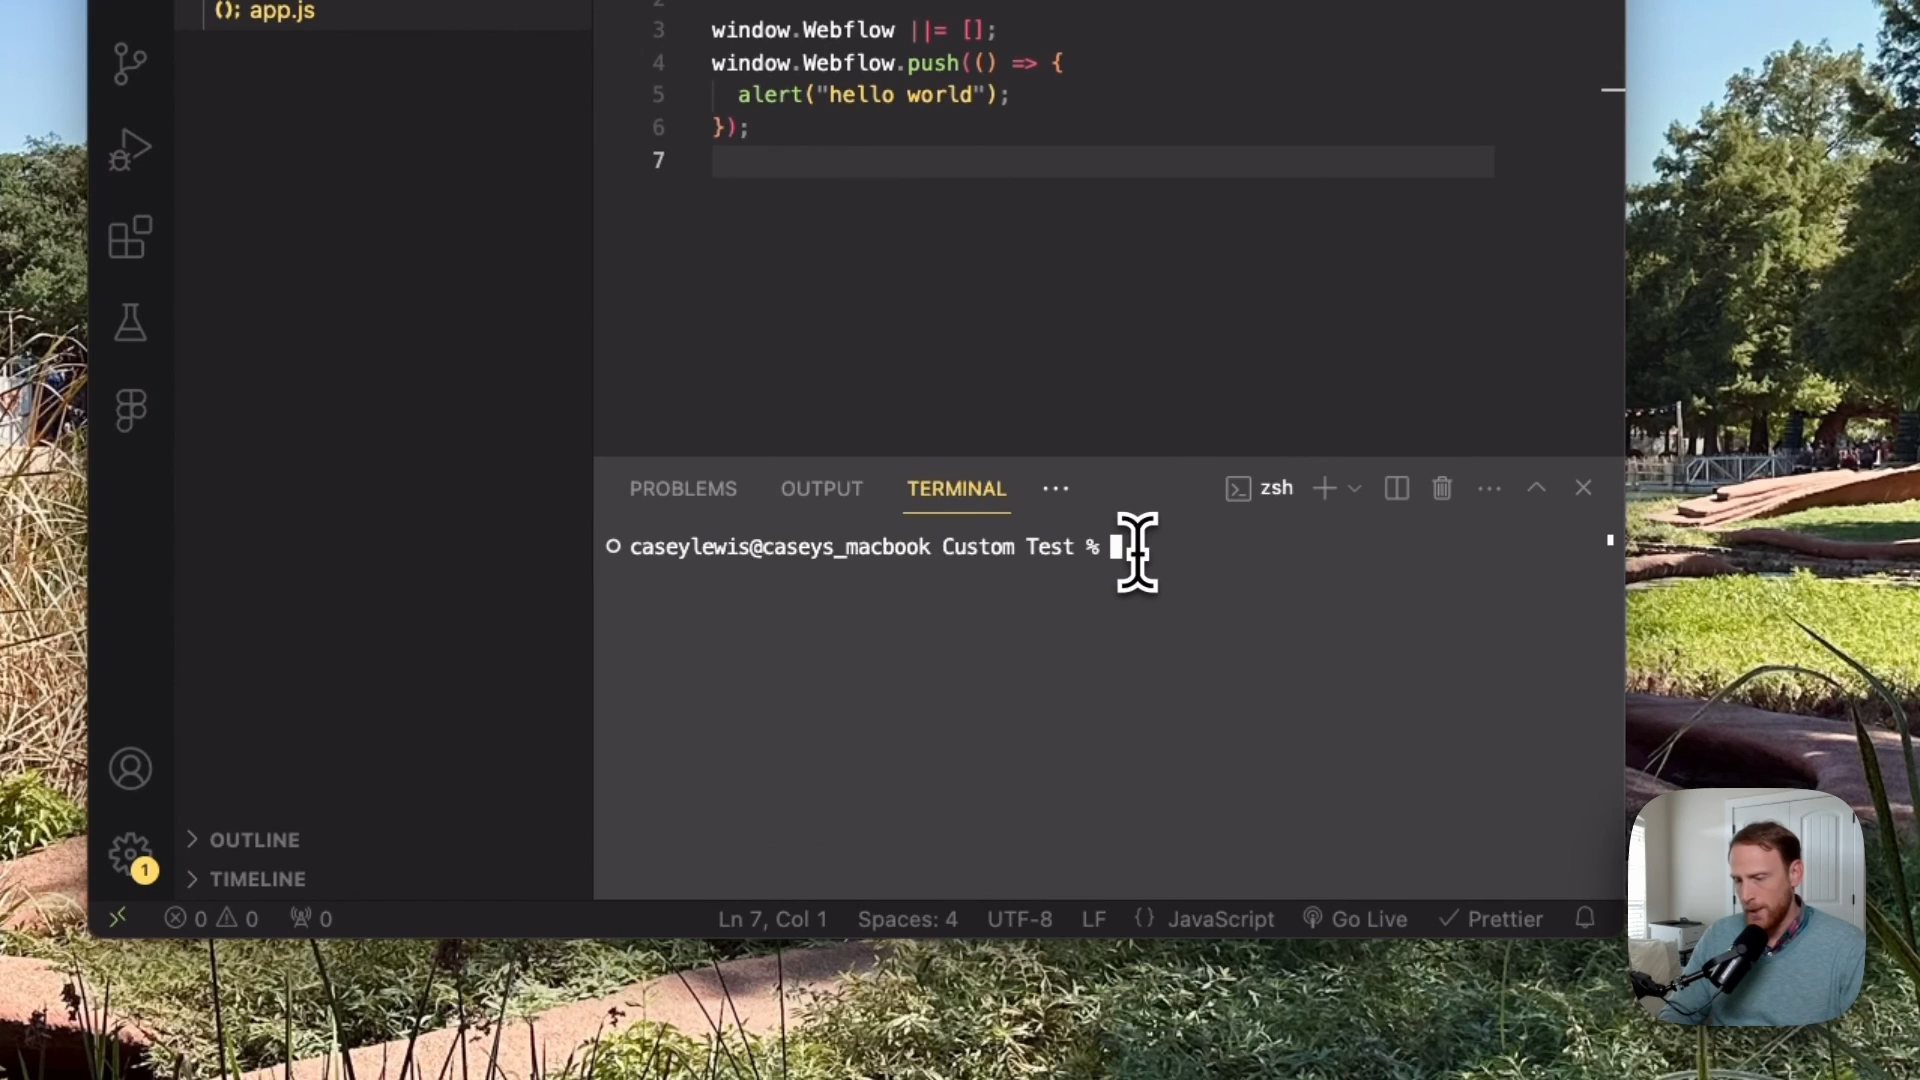 (); app.js
2
3 window.Webflow ||= [];
4 window.Webflow.push(() => {
5 alert("hello world");
6 });
7
PROBLEMS OUTPUT TERMINAL ··· zsh
caseylewis@caseys_macbook Custom Test %
1
OUTLINE
TIMELINE
0 0 0 Ln 7, Col 1 Spaces: 4 UTF-8 LF {} JavaScript Go Live Prettier